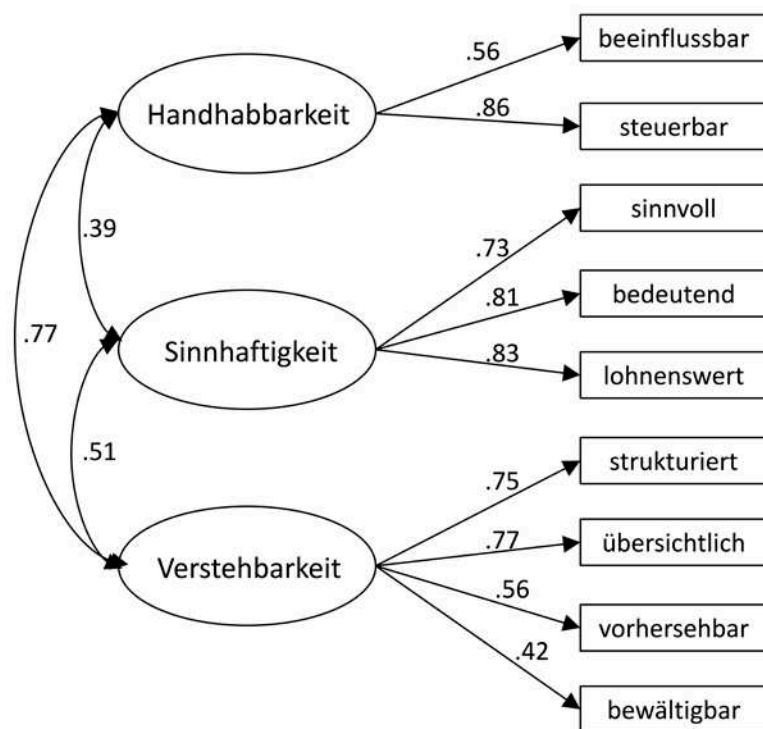 .56
beeinflussbar
Handhabbarkeit
.86
steuerbar
.39
sinnvoll
.73
.81
bedeutend
.77
Sinnhaftigkeit
.83
lohnenswert
.51
strukturiert
.75
.77
übersichtlich
Verstehbarkeit
.56
vorhersehbar
.42
bewältigbar